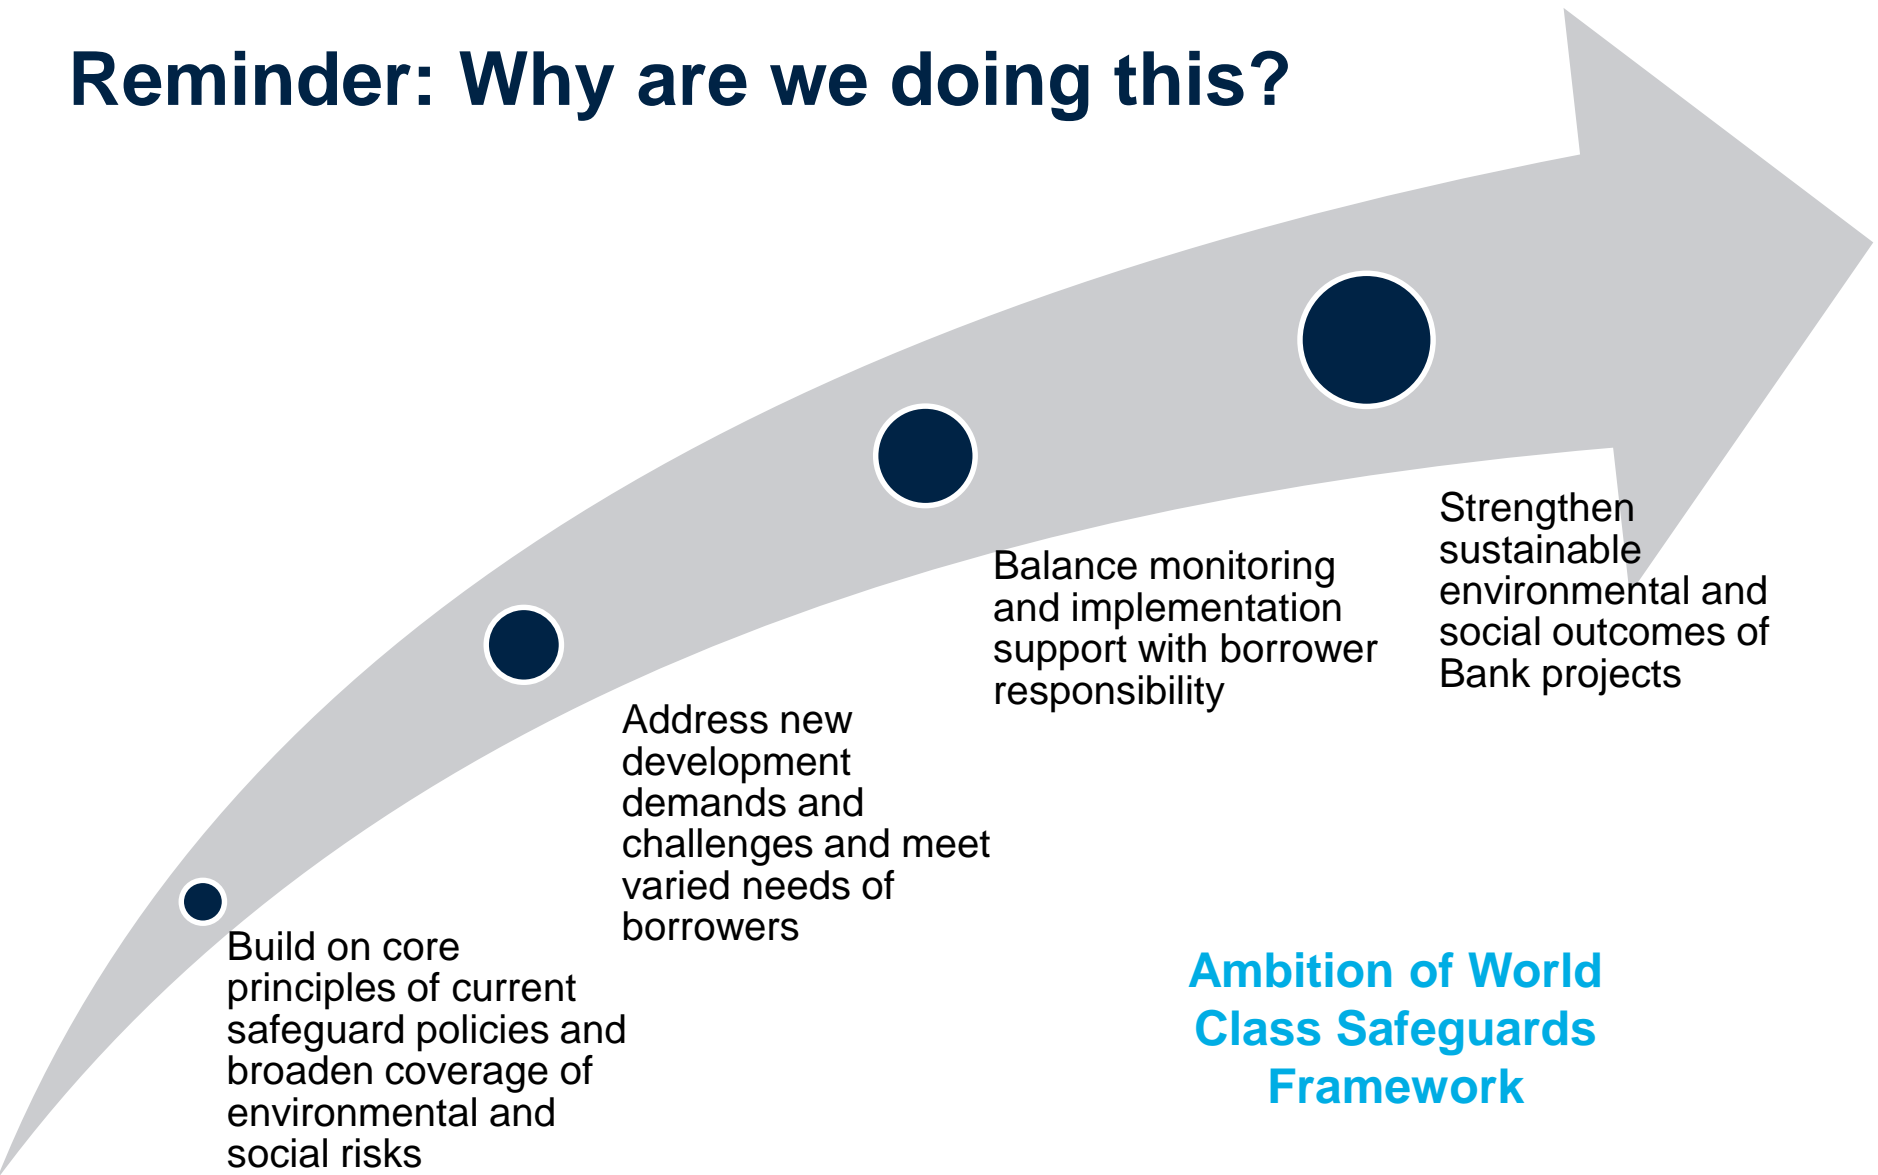 Reminder: Why are we doing this?
Build on core
principles of current
safeguard policies and
broaden coverage of
environmental and
social risks
Address new
development
demands and
challenges and meet
varied needs of
borrowers
Balance monitoring
and implementation
support with borrower
responsibility
Strengthen
sustainable
environmental and
social outcomes of
Bank projects
Ambition of World
Class Safeguards
Framework